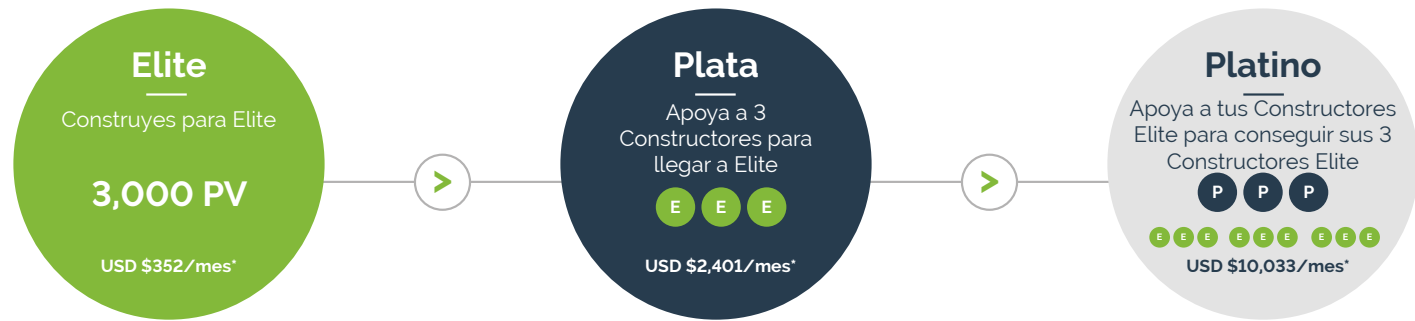 Elite
Construyes para Elite
3,000 PV
USD $352/mes*
>
Plata
Apoya a 3
Constructores para
llegar a Elite
E E E
USD $2,401/mes*
>
Platino
Apoya a tus Constructores
Elite para conseguir sus 3
Constructores Elite
P P P
E E E E E E E E E
USD $10,033/mes*